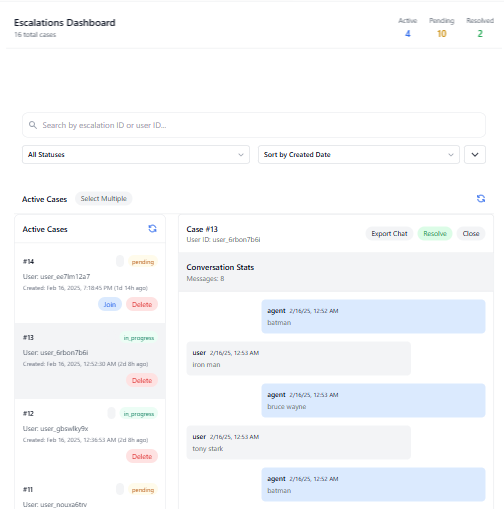 Escalations Dashboard
16 total cases
Active Pending Resolved
4 10 2
Search by escalation ID or user ID...
All Statuses
Sort by Created Date
Active Cases Select Multiple
Active Cases
#14 pending
User: user_ee7lm12a7
Created: Feb 16, 2025, 7:18:45 PM (1d 14h ago)
Join Delete
#13 in_progress
User: user_6rbon7b6i
Created: Feb 16, 2025, 12:52:30 AM (2d 8h ago)
Delete
#12 in_progress
User: user_gbswlky9x
Created: Feb 16, 2025, 12:36:53 AM (2d 8h ago)
Delete
#11 pending
User: user_nouxa6trv
Case #13
User ID: user_6rbon7b6i
Export Chat Resolve Close
Conversation Stats
Messages: 8
agent 2/16/25, 12:52 AM
batman
user 2/16/25, 12:53 AM
iron man
agent 2/16/25, 12:53 AM
bruce wayne
user 2/16/25, 12:53 AM
tony stark
agent 2/16/25, 12:52 AM
batman